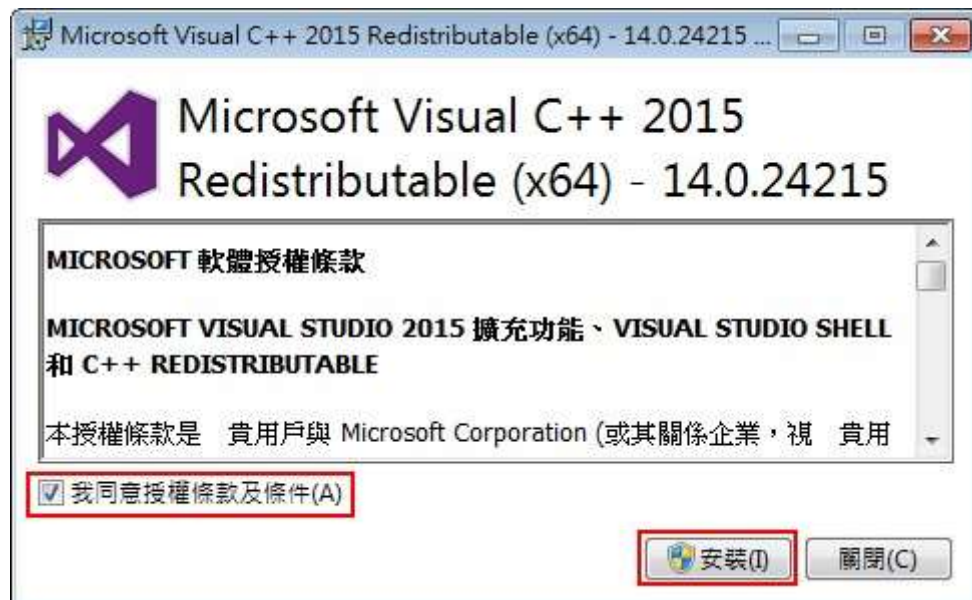 Microsoft Visual C++ 2015 Redistributable (x64) - 14.0.24215 ...
Microsoft Visual C++ 2015
Redistributable (x64) - 14.0.24215
MICROSOFT 軟體授權條款
MICROSOFT VISUAL STUDIO 2015 擴充功能、VISUAL STUDIO SHELL
和 C++ REDISTRIBUTABLE
本授權條款是 貴用戶與 Microsoft Corporation (或其關係企業，視 貴用
我同意授權條款及條件(A)
安裝(I)
關閉(C)